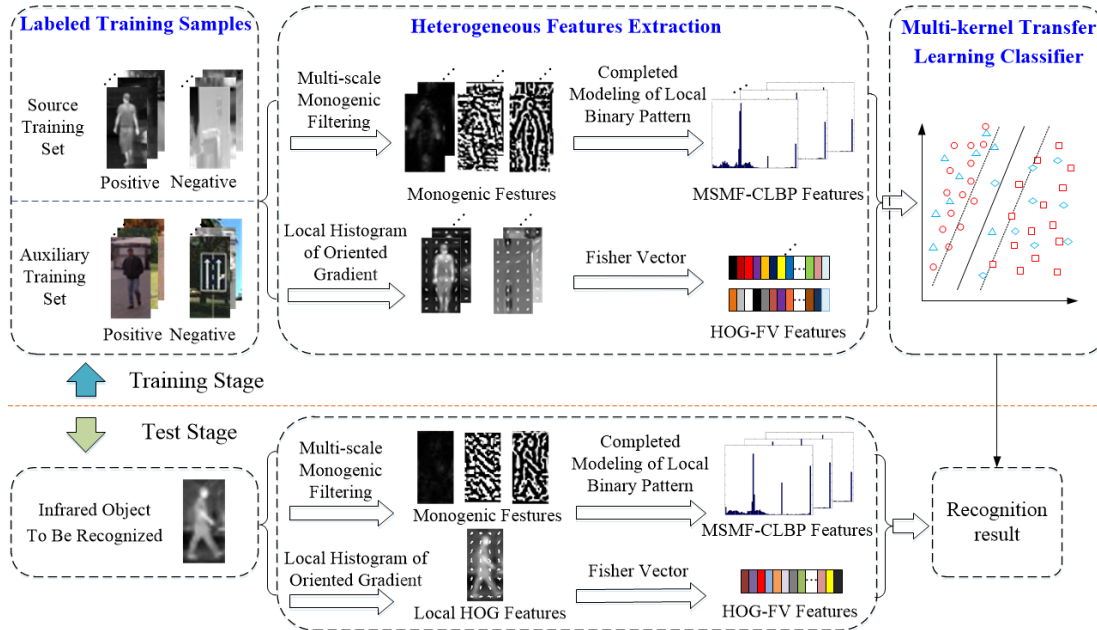 Labeled Training Samples
Source
Training
Set
Positive
Negative
Auxiliary
Training
Set
Positive
Negative
Heterogeneous Features Extraction
Multi-scale
Monogenic
Filtering
Monogenic Festures
Completed
Modeling of Local
Binary Pattern
MSMF-CLBP Features
Local Histogram
of Oriented
Gradient
Fisher Vector
HOG-FV Features
Multi-kernel Transfer
Learning Classifier
Training Stage
Test Stage
Infrared Object
To Be Recognized
Multi-scale
Monogenic
Filtering
Monogenic Festures
Completed
Modeling of Local
Binary Pattern
MSMF-CLBP Features
Local Histogram of
Oriented Gradient
Local HOG Features
Fisher Vector
HOG-FV Features
Recognition
result